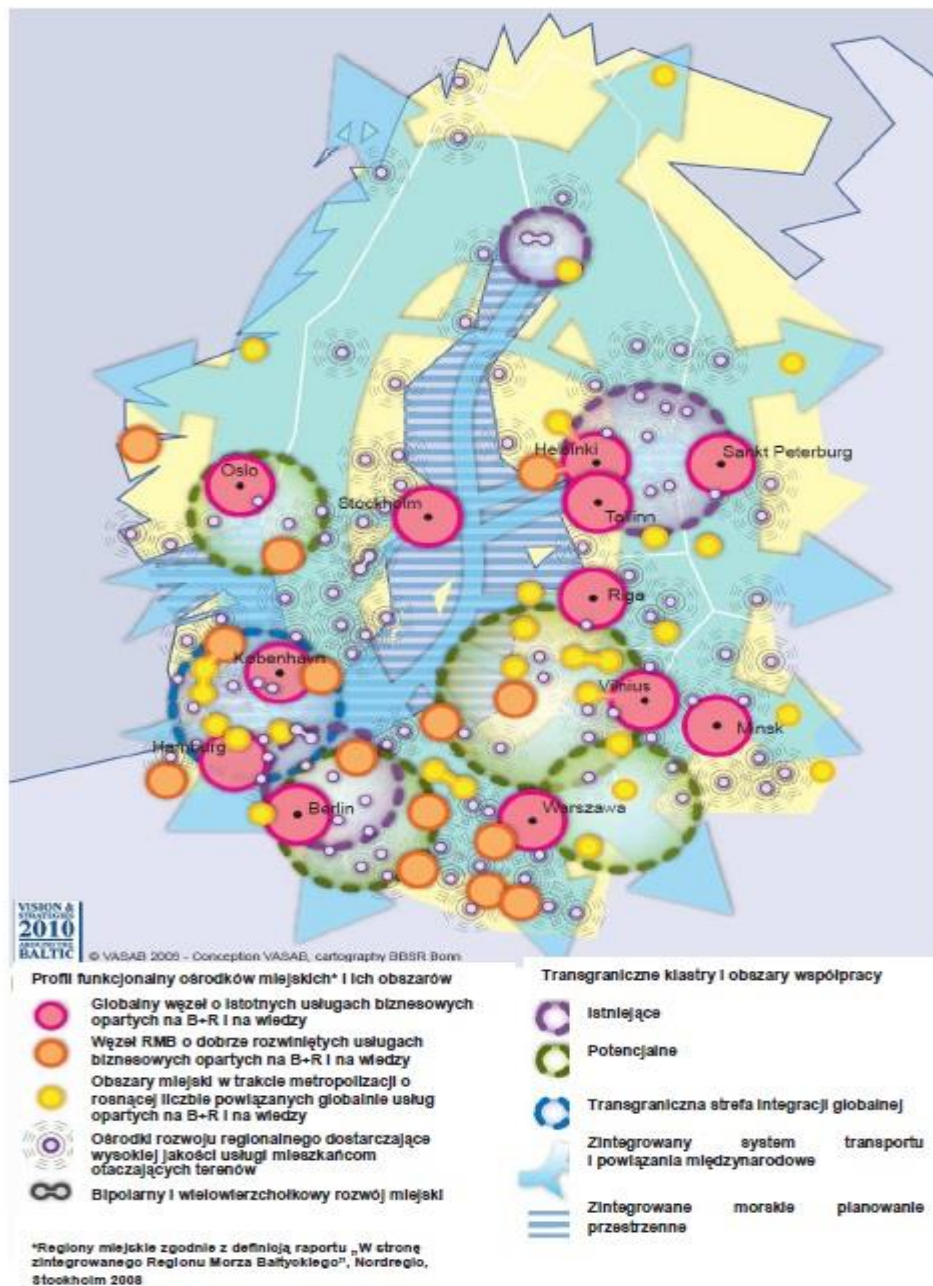 Helsinki
Sankt Peterburg
Oslo
Stockholm
Tallinn
Riga
København
Vilnius
Minsk
Hamburg
Berlin
Warszawa
VISION &
STRATEGIES
2010
AROUND THE
BALTIC
© VASAB 2009 - Conception VASAB, cartography BBSR Bonn
Profil funkcjonalny ośrodków miejskich* i ich obszarów
Globalny węzeł o istotnych usługach biznesowych
opartych na B+R i na wiedzy
Węzeł RMB o dobrze rozwiniętych usługach
biznesowych opartych na B+R i na wiedzy
Obszary miejski w trakcie metropolizacji o
rosnącej liczbie powiązanych globalnie usług
opartych na B+R i na wiedzy
Ośrodki rozwoju regionalnego dostarczające
wysokiej jakości usługi mieszkańcom
otaczających terenów
Bipolarny i wielowierzchołkowy rozwój miejski
*Regiony miejskie zgodnie z definicją raportu „W stronę
zintegrowanego Regionu Morza Bałtyckiego”, Nordregio,
Stockholm 2008
Transgraniczne klastry i obszary współpracy
Istniejące
Potencjalne
Transgraniczna strefa integracji globalnej
Zintegrowany system transportu
i powiązania międzynarodowe
Zintegrowane morskie planowanie
przestrzenne